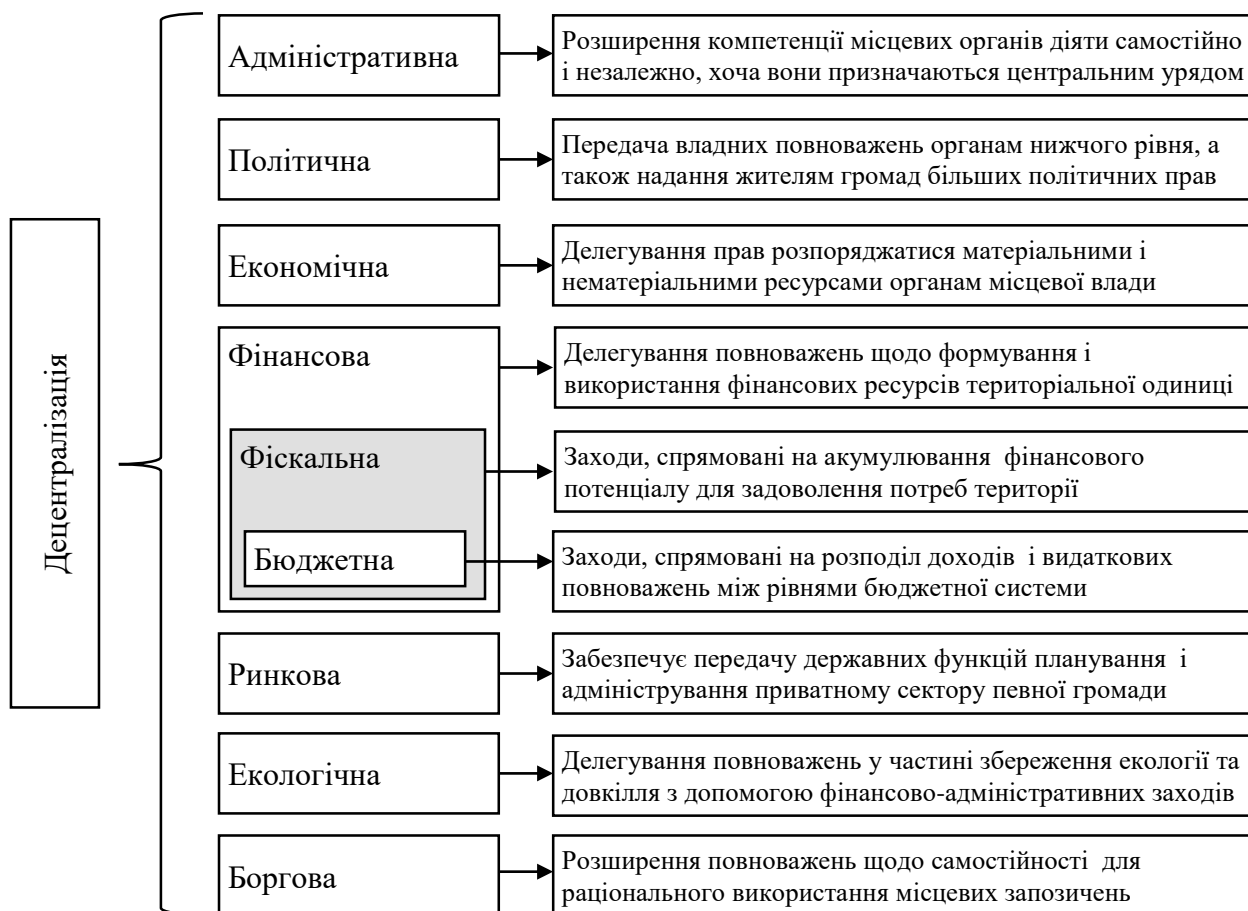 Децентралізація
Адміністративна
Розширення компетенції місцевих органів діяти самостійно
і незалежно, хоча вони призначаються центральним урядом
Політична
Передача владних повноважень органам нижчого рівня, а
також надання жителям громад більших політичних прав
Економічна
Делегування прав розпоряджатися матеріальними і
нематеріальними ресурсами органам місцевої влади
Фінансова
Делегування повноважень щодо формування і
використання фінансових ресурсів територіальної одиниці
Фіскальна
Заходи, спрямовані на акумулювання фінансового
потенціалу для задоволення потреб території
Бюджетна
Заходи, спрямовані на розподіл доходів і видаткових
повноважень між рівнями бюджетної системи
Ринкова
Забезпечує передачу державних функцій планування і
адміністрування приватному сектору певної громади
Екологічна
Делегування повноважень у частині збереження екології та
довкілля з допомогою фінансово-адміністративних заходів
Боргова
Розширення повноважень щодо самостійності для
раціонального використання місцевих запозичень